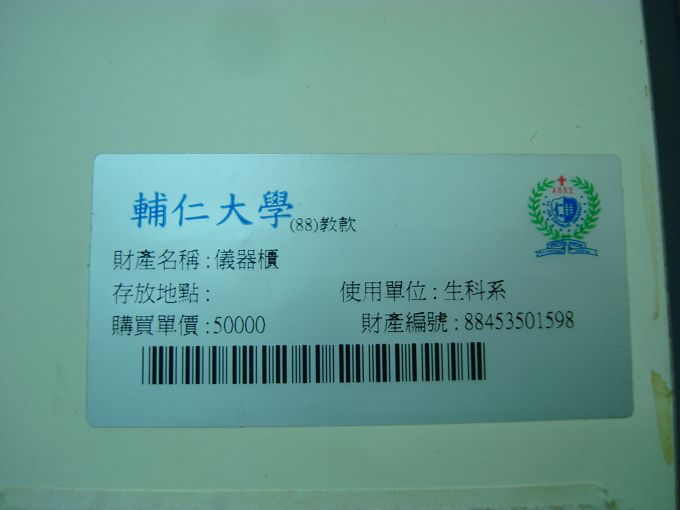 輔仁大學(88)教款
財產名稱:儀器櫃
存放地點: 使用單位:生科系
購買單價:50000 財產編號:88453501598